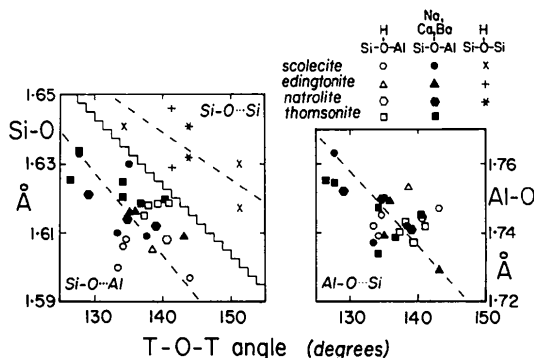 Na,
H Ca,Ba H
Si-O-Al Si-O-Al Si-O-Si
scolecite
edingtonite
natrolite
thomsonite
1·65
Si-O
1·63
Å
1·61
1·59
Si-O···Si
Si-O···Al
130 140 150
1·76
Al-O
1·74
Å
1·72
Al-O···Si
130 140 150
T-O-T angle (degrees)